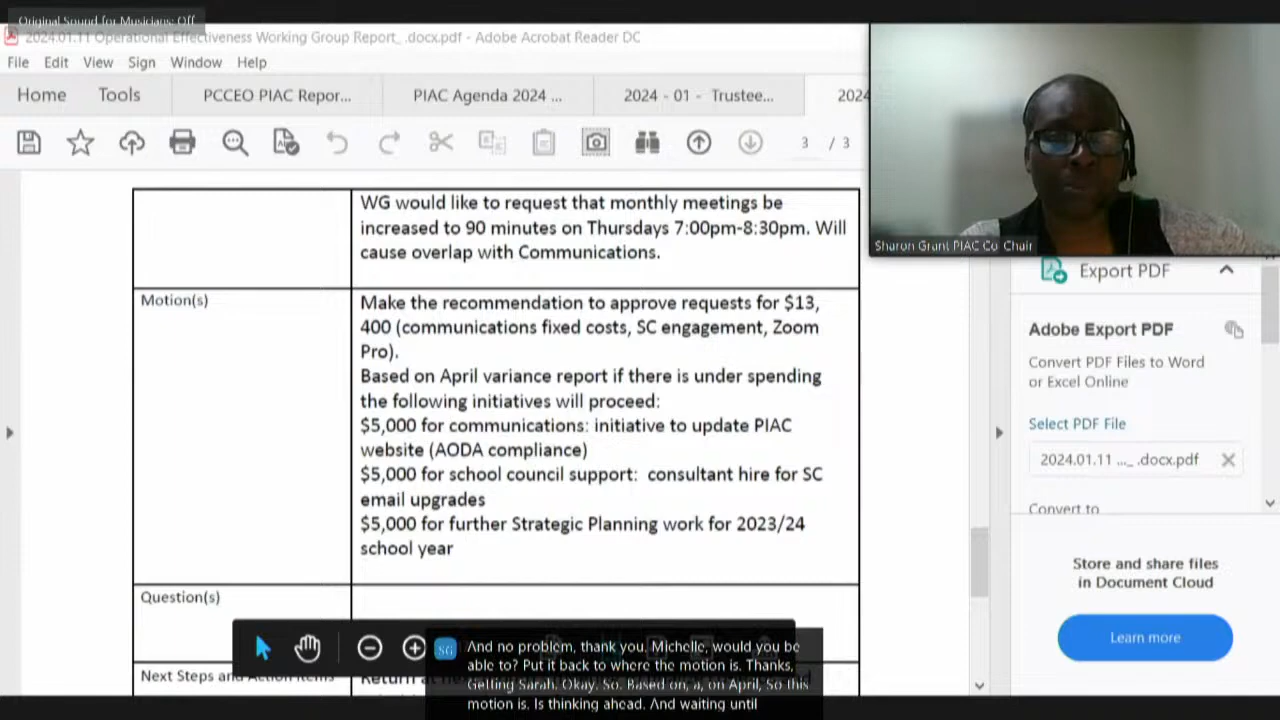 Original Sound for Musicians: Off
2024.01.11 Operational Effectiveness Working Group Report_ .docx.pdf - Adobe Acrobat Reader DC
File Edit View Sign Window Help
Home Tools PCCEO PIAC Repor... PIAC Agenda 2024 ... 2024 - 01 - Trustee... 2024
3 / 3
Sharon Grant PIAC Co Chair
WG would like to request that monthly meetings be
increased to 90 minutes on Thursdays 7:00pm-8:30pm. Will
cause overlap with Communications.
Motion(s)
Make the recommendation to approve requests for $13,
400 (communications fixed costs, SC engagement, Zoom
Pro).
Based on April variance report if there is under spending
the following initiatives will proceed:
$5,000 for communications: initiative to update PIAC
website (AODA compliance)
$5,000 for school council support: consultant hire for SC
email upgrades
$5,000 for further Strategic Planning work for 2023/24
school year
Question(s)
Next Steps and Action Items
Export PDF
Adobe Export PDF
Convert PDF Files to Word
or Excel Online
Select PDF File
2024.01.11 ..._ .docx.pdf
Convert to
Store and share files
in Document Cloud
Learn more
SG
And no problem, thank you. Michelle, would you be
able to? Put it back to where the motion is. Thanks,
Getting Sarah. Okay. So. Based on, a, on April, So this
motion is. Is thinking ahead. And waiting until